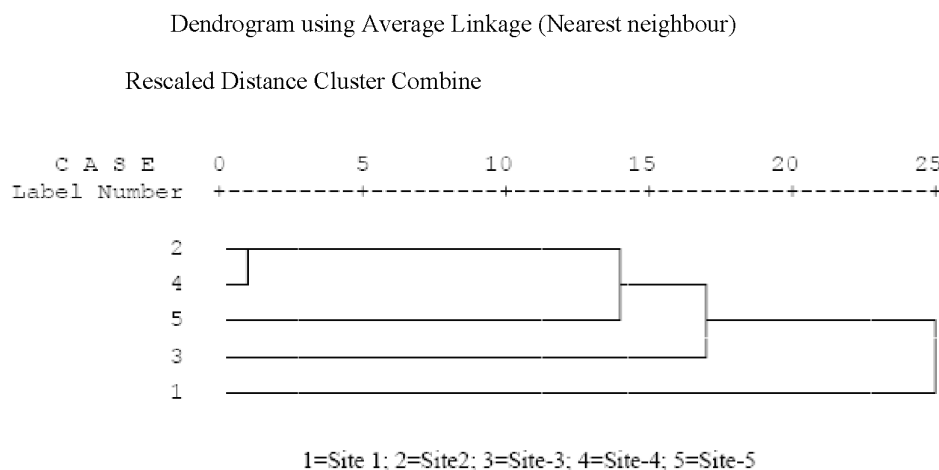 Dendrogram using Average Linkage (Nearest neighbour)
Rescaled Distance Cluster Combine
C A S E 0 5 10 15 20 25
Label Number +---------+---------+---------+---------+---------+
2
4
5
3
1
1=Site 1; 2=Site2; 3=Site-3; 4=Site-4; 5=Site-5